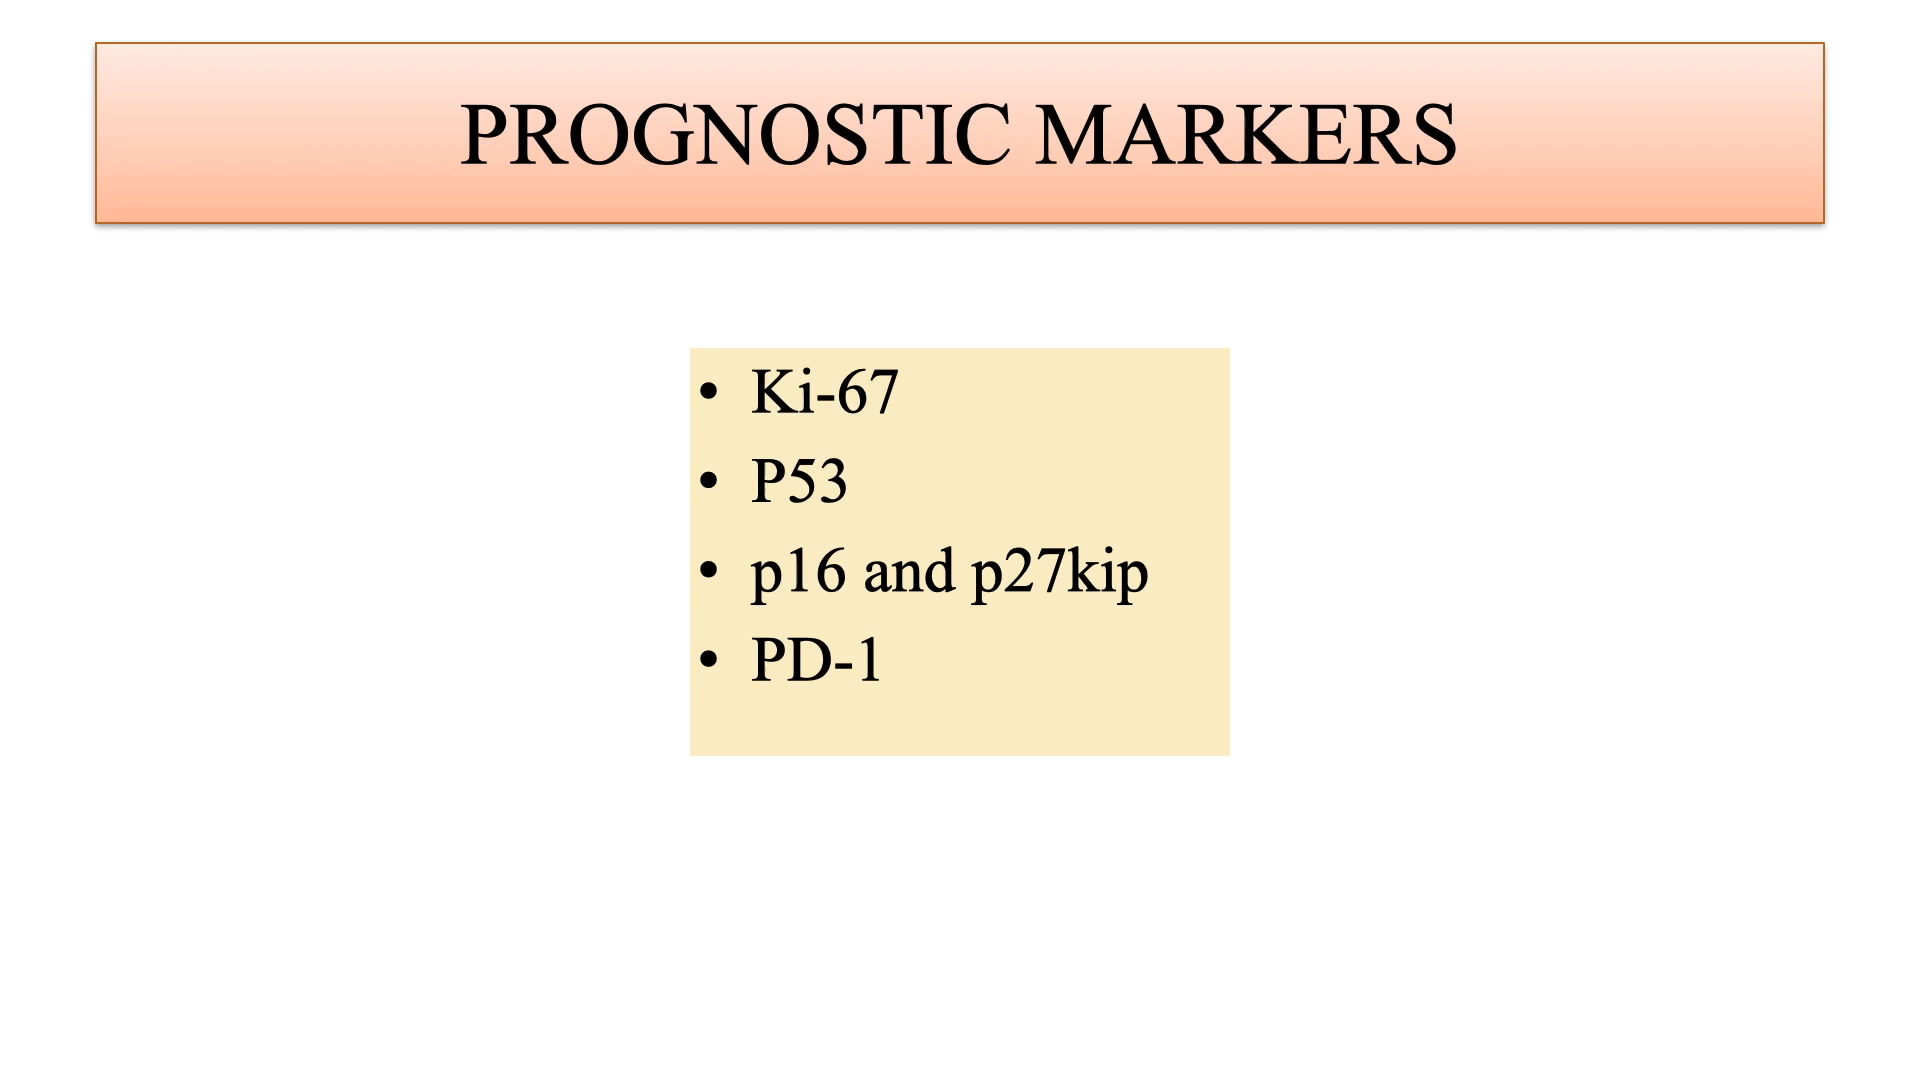 PROGNOSTIC MARKERS
• Ki-67
• P53
• p16 and p27kip
• PD-1